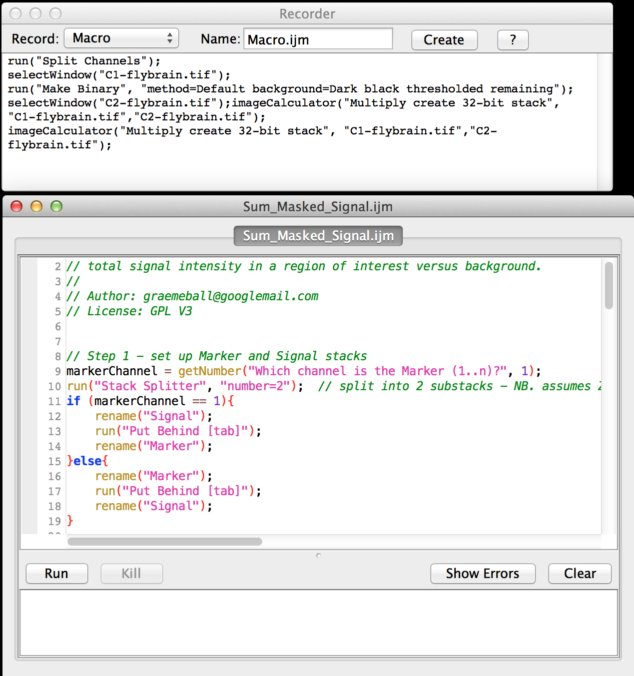 Recorder
Record: Macro Name: Macro.ijm Create ?
run("Split Channels");
selectWindow("C1-flybrain.tif");
run("Make Binary", "method=Default background=Dark black thresholded remaining");
selectWindow("C2-flybrain.tif");imageCalculator("Multiply create 32-bit stack",
"C1-flybrain.tif","C2-flybrain.tif");
imageCalculator("Multiply create 32-bit stack", "C1-flybrain.tif","C2-
flybrain.tif");
Sum_Masked_Signal.ijm
Sum_Masked_Signal.ijm
2 // total signal intensity in a region of interest versus background.
3 //
4 // Author: graemeball@googlemail.com
5 // License: GPL V3
6
7
8 // Step 1 - set up Marker and Signal stacks
9 markerChannel = getNumber("Which channel is the Marker (1..n)?", 1);
10 run("Stack Splitter", "number=2");  // split into 2 substacks - NB. assumes
11 if (markerChannel == 1){
12     rename("Signal");
13     run("Put Behind [tab]");
14     rename("Marker");
15 }else{
16     rename("Marker");
17     run("Put Behind [tab]");
18     rename("Signal");
19 }
Run Kill Show Errors Clear